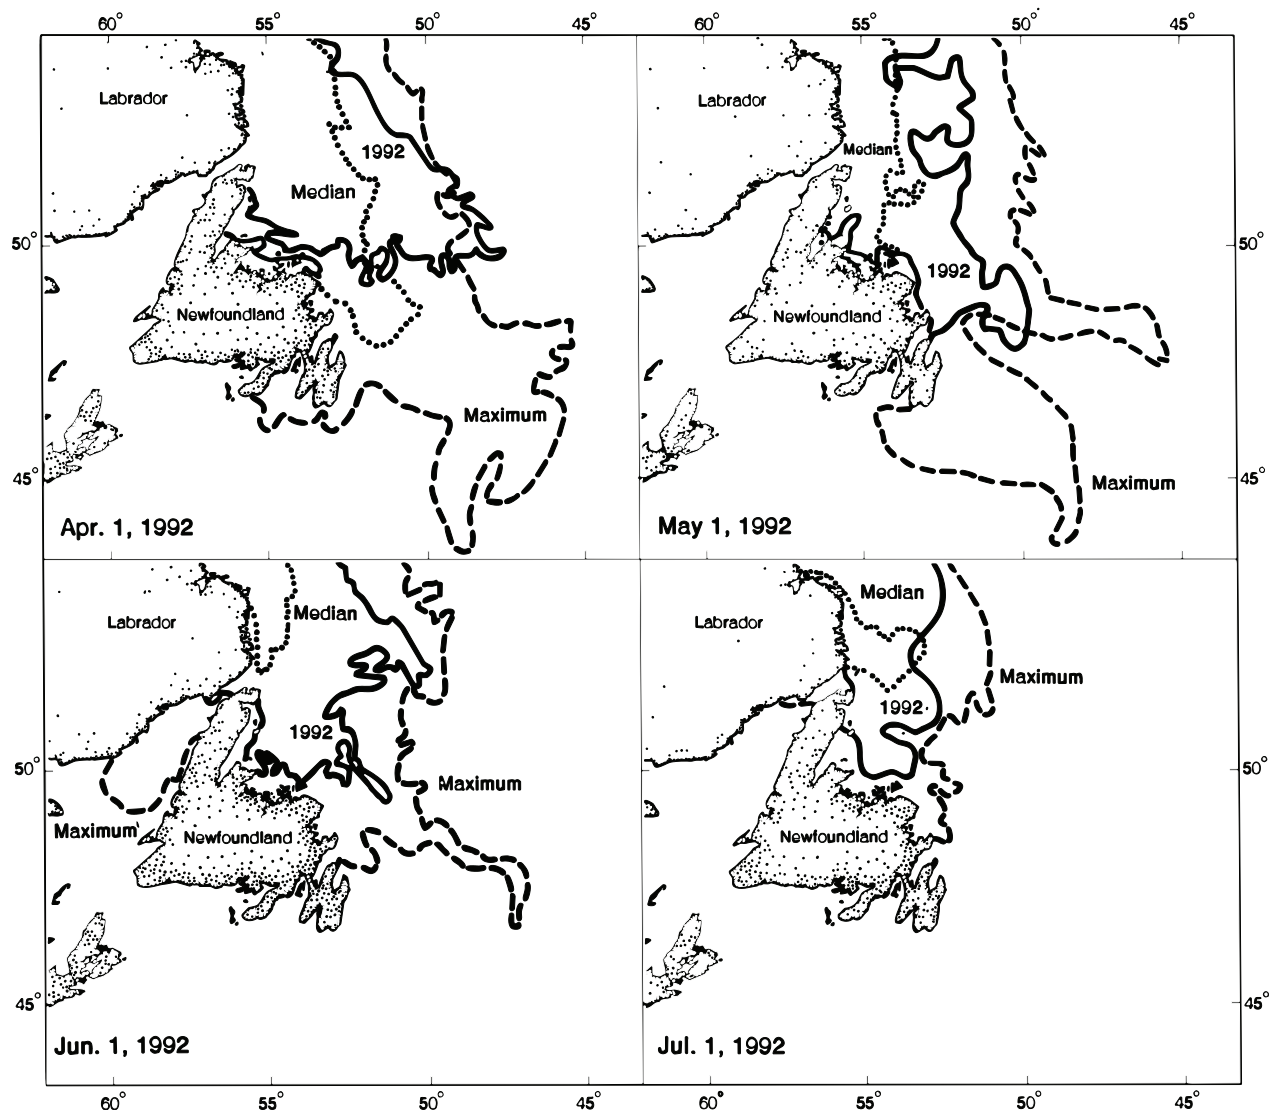 60° 55° 50° 45° 60° 55° 50° 45°
Labrador
1992
Median
50°
Newfoundland
Maximum
45°
Apr. 1, 1992
Labrador
Median
50°
1992
Newfoundland
Maximum
45°
May 1, 1992
Labrador
Median
1992
50°
Maximum
Maximum
Newfoundland
45°
Jun. 1, 1992
Median
Labrador
Maximum
1992
50°
Newfoundland
45°
Jul. 1, 1992
60° 55° 50° 45° 60° 55° 50° 45°